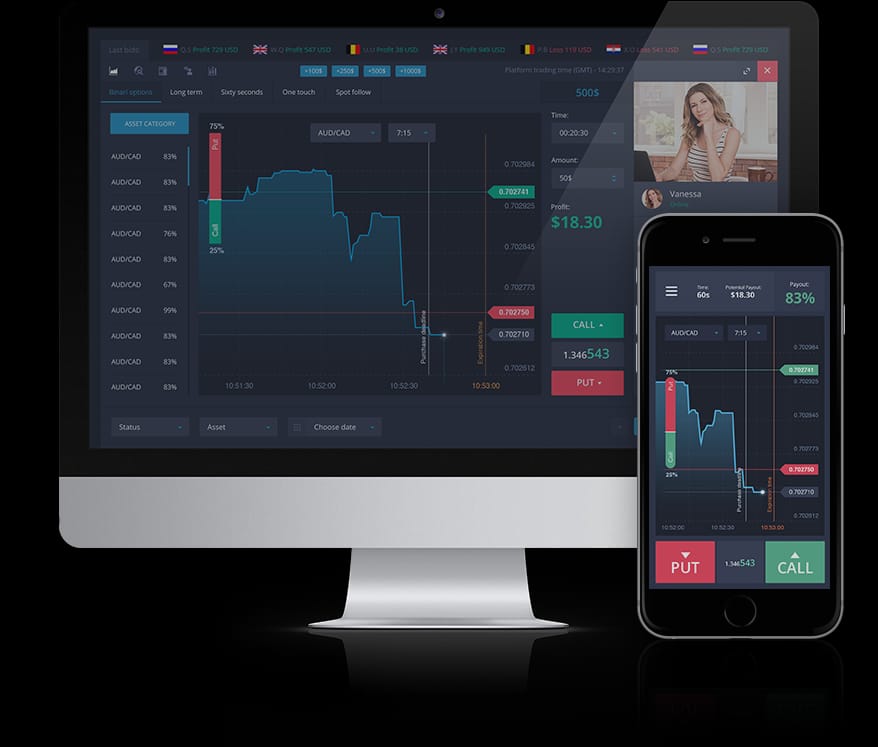 Last bids:
Q.S Profit 729 USD
W.Q Profit 547 USD
U.U Profit 38 USD
J.Y Profit 949 USD
P.B Loss 119 USD
X.O Loss 545 USD
Q.S Profit 729 USD
+100$ +250$ +500$ +1000$
Platform trading time (GMT) - 14:29:37
Binari options Long term Sixty seconds One touch Spot follow
500$
ASSET CATEGORY
AUD/CAD 83%
AUD/CAD 83%
AUD/CAD 83%
AUD/CAD 76%
AUD/CAD 83%
AUD/CAD 67%
AUD/CAD 99%
AUD/CAD 83%
AUD/CAD 83%
AUD/CAD 83%
75%
Put
Call
25%
AUD/CAD 7:15
0.702984
0.702741
0.702925
0.702845
0.702773
0.702750
0.702710
0.702612
Purchase deadline
Expiration time
10:51:30 10:52:00 10:52:30 10:53:00
Time:
00:20:30
Amount:
50$
Profit:
$18.30
CALL
1.346543
PUT
Vanessa
Online
Status Asset Choose date
Time: 60s
Potential Payout: $18.30
Payout: 83%
AUD/CAD 7:15
75%
Put
Call
25%
0.702984
0.702741
0.702925
0.702845
0.702773
0.702750
0.702710
0.702612
Purchase deadline
Expiration time
10:52:00 10:52:30 10:53:00
PUT
1.346543
CALL